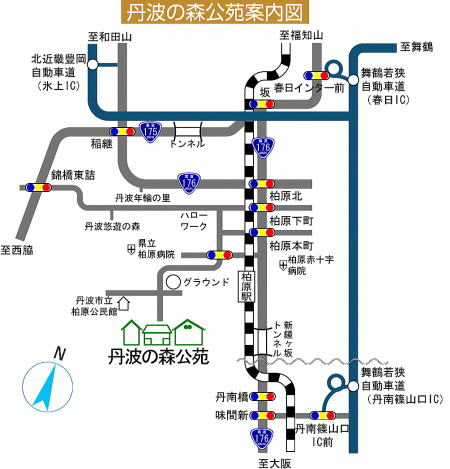 丹波の森公苑案内図
至和田山
至福知山
至舞鶴
北近畿豊岡
自動車道
(氷上IC)
春日インター前
舞鶴若狭
自動車道
(春日IC)
坂
稲継
175
トンネル
176
錦橋東詰
176
丹波年輪の里
柏原北
丹波悠遊の森
ハロー
ワーク
柏原下町
至西脇
県立
柏原病院
柏原本町
柏原赤十字
病院
グラウンド
柏原駅
丹波市立
柏原公民館
新鐘ヶ坂
トンネル
丹波の森公苑
N
舞鶴若狭
自動車道
(丹南篠山口IC)
丹南橋
味間新
丹南篠山口
IC前
176
至大阪